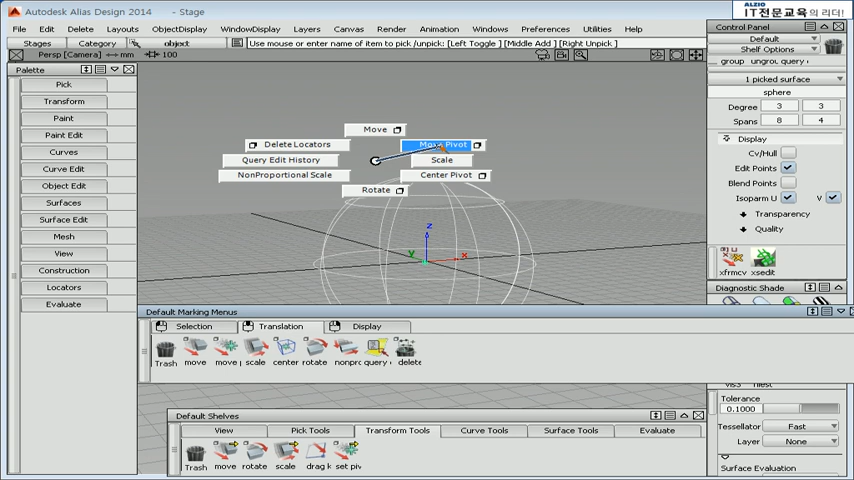 Autodesk Alias Design 2014 - Stage
ALZIO
IT전문교육의 리더!
File Edit Delete Layouts ObjectDisplay WindowDisplay Layers Canvas Render Animation Windows Preferences Utilities Help
Control Panel
Default
Shelf Options
Stages Category object Use mouse or enter name of item to pick /unpick: [Left Toggle ] [Middle Add ] [Right Unpick ]
Persp [Camera] mm 100
Palette
Pick
Transform
Paint
Paint Edit
Curves
Curve Edit
Object Edit
Surfaces
Surface Edit
Mesh
View
Construction
Locators
Evaluate
Move
Delete Locators
Move Pivot
Query Edit History
Scale
NonProportional Scale
Center Pivot
Rotate
z
y
x
1 picked surface
sphere
Degree 3 3
Spans 8 4
Display
Cv/Hull
Edit Points
Blend Points
Isoparm U V
Transparency
Quality
xfrmcv xsedit
Diagnostic Shade
Default Marking Menus
Selection Translation Display
Trash move move p scale center rotate nonpro query delete
Tolerance
0.1000
Tessellator Fast
Layer None
Surface Evaluation
Default Shelves
View Pick Tools Transform Tools Curve Tools Surface Tools Evaluate
Trash move rotate scale drag k set piv